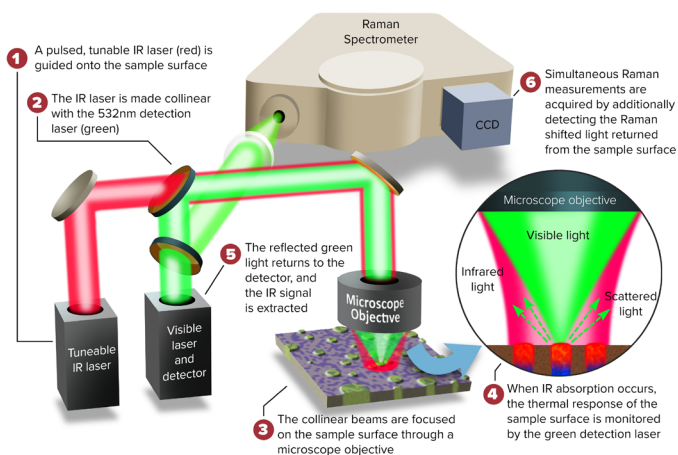 Raman
Spectrometer
1
A pulsed, tunable IR laser (red) is
guided onto the sample surface
2
The IR laser is made collinear
with the 532nm detection
laser (green)
6
Simultaneous Raman
measurements are
acquired by additionally
detecting the Raman
shifted light returned
from the sample surface
CCD
Microscope objective
Visible light
Infrared
light
Scattered
light
5
The reflected green
light returns to the
detector, and
the IR signal
is extracted
Microscope
Objective
Tuneable
IR laser
Visible
laser
and
detector
4
When IR absorption occurs,
the thermal response of the
sample surface is monitored
by the green detection laser
3
The collinear beams are focused
on the sample surface through a
microscope objective